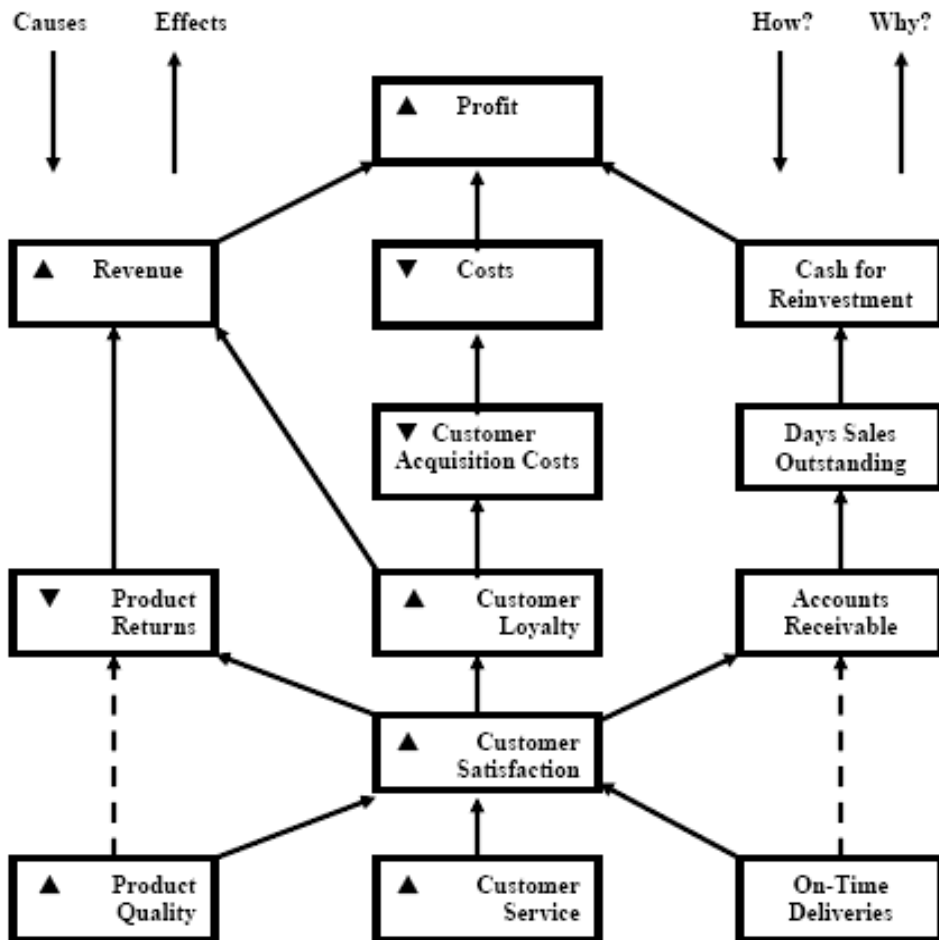 Causes
Effects
How?
Why?
▲ Profit
▲ Revenue
▼ Costs
Cash for
Reinvestment
▼ Customer
Acquisition Costs
Days Sales
Outstanding
▼ Product
Returns
▲ Customer
Loyalty
Accounts
Receivable
▲ Customer
Satisfaction
▲ Product
Quality
▲ Customer
Service
On-Time
Deliveries